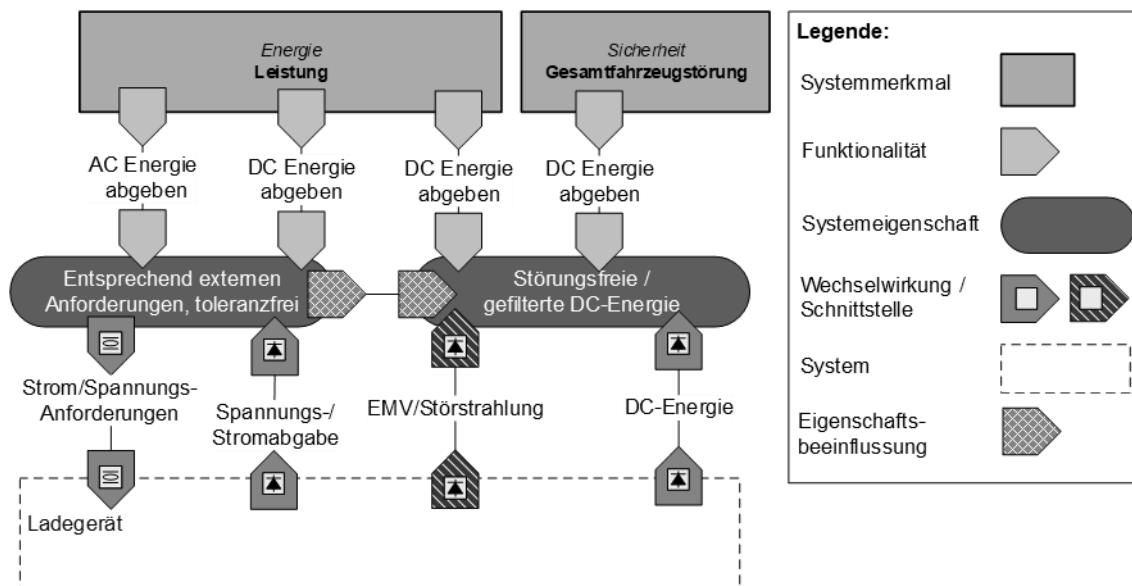 Energie
Leistung
Sicherheit
Gesamtfahrzeugstörung
AC Energie
abgeben
DC Energie
abgeben
DC Energie
abgeben
DC Energie
abgeben
Entsprechend externen
Anforderungen, toleranzfrei
Störungsfreie /
gefilterte DC-Energie
Strom/Spannungs-
Anforderungen
Spannungs-/
Stromabgabe
EMV/Störstrahlung
DC-Energie
Ladegerät
Legende:
Systemmerkmal
Funktionalität
Systemeigenschaft
Wechselwirkung /
Schnittstelle
System
Eigenschafts-
beeinflussung